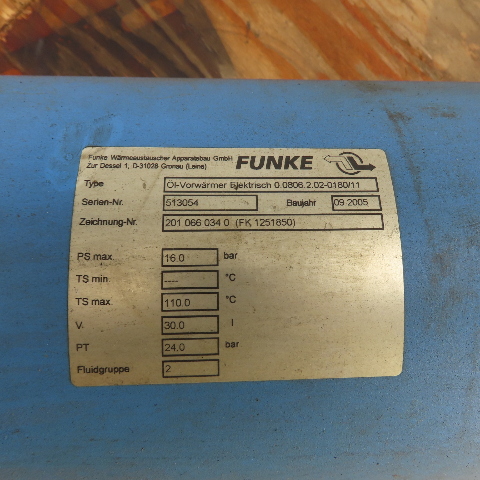 Funke Wärmeaustauscher Apparatebau GmbH
Zur Dessel 1, D-31028 Gronau (Leine)
FUNKE
Type Öl-Vorwärmer Elektrisch 0.0806.2.02-0180/11
Serien-Nr. 513054 Baujahr 09.2005
Zeichnung-Nr. 201 066 034 0 (FK 1251850)
PS max. 16.0 bar
TS min. ---- °C
TS max. 110.0 °C
V. 30.0 l
PT 24.0 bar
Fluidgruppe 2